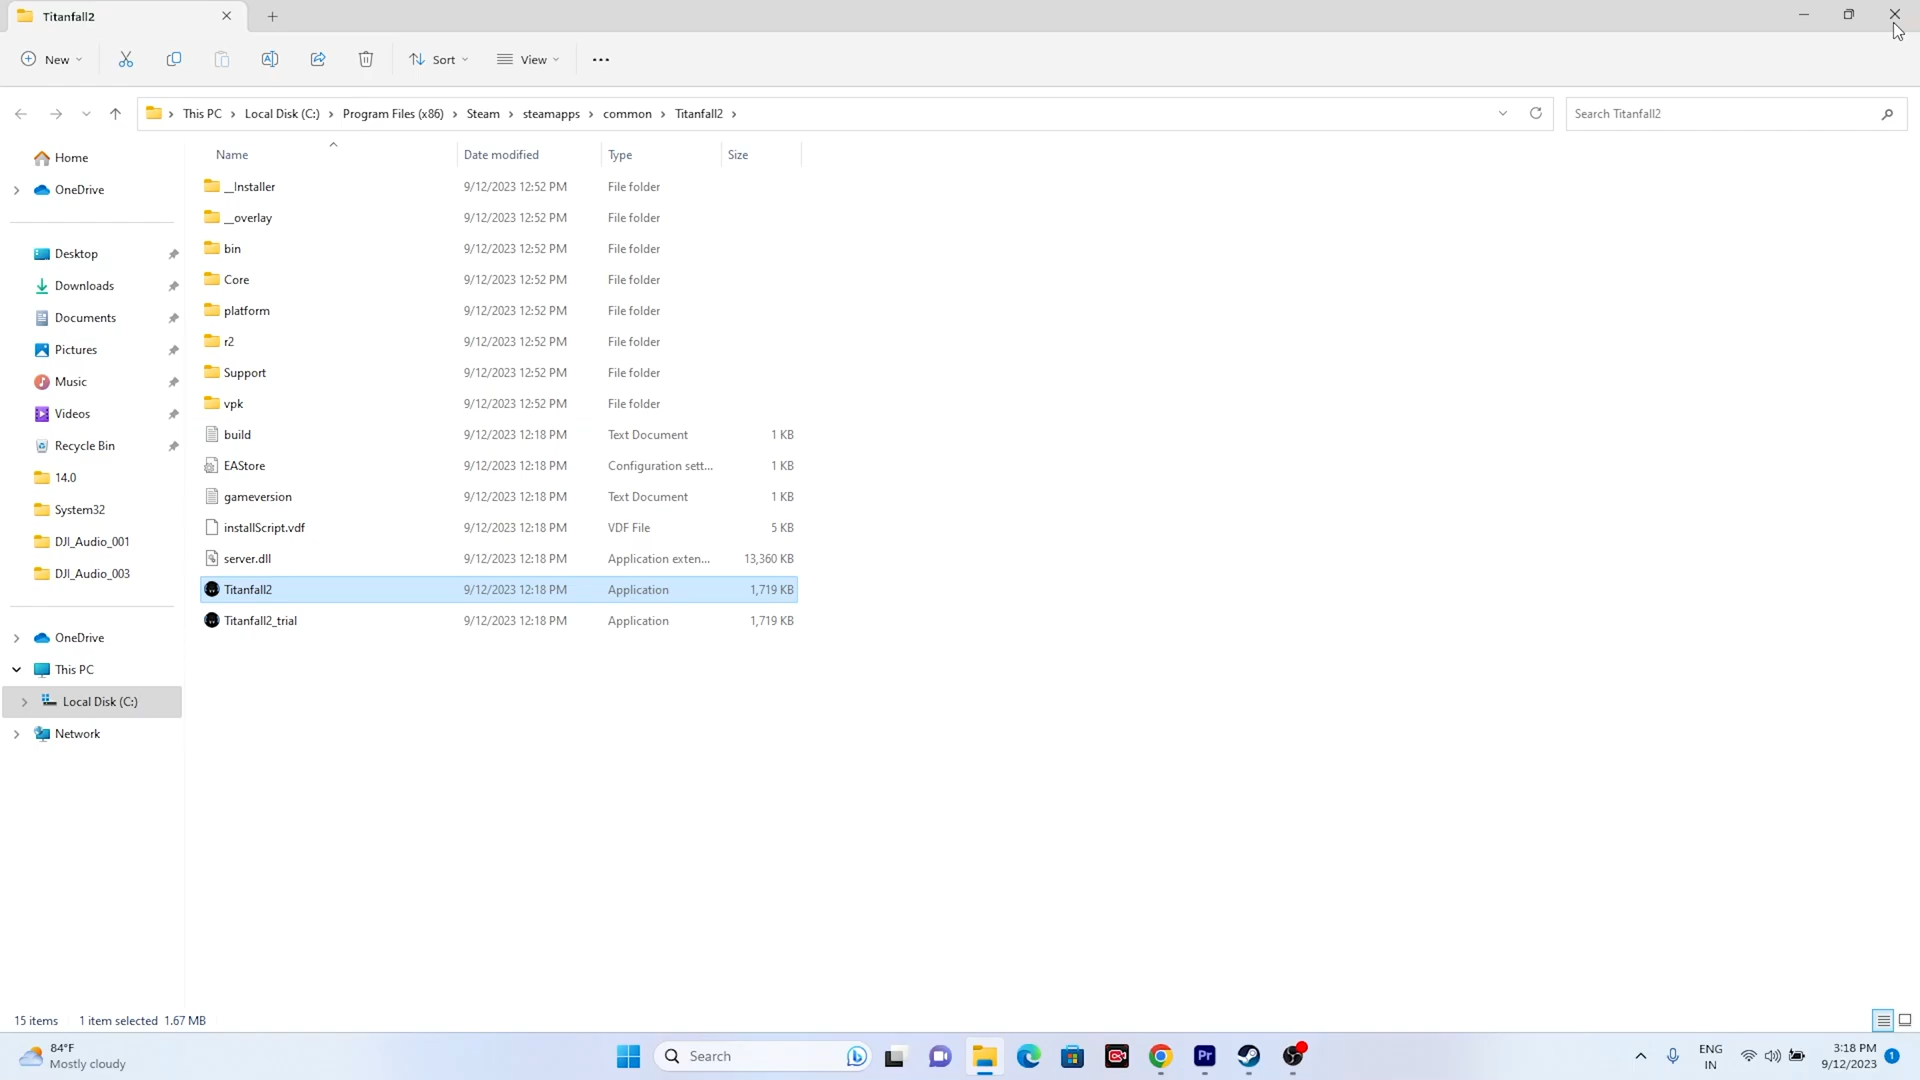 Titanfall2
New
Sort
View
This PC > Local Disk (C:) > Program Files (x86) > Steam > steamapps > common > Titanfall2 >
Search Titanfall2
Name Date modified Type Size
Home
OneDrive
Desktop
Downloads
Documents
Pictures
Music
Videos
Recycle Bin
14.0
System32
DJI_Audio_001
DJI_Audio_003
OneDrive
This PC
Local Disk (C:)
Network
__Installer 9/12/2023 12:52 PM File folder
__overlay 9/12/2023 12:52 PM File folder
bin 9/12/2023 12:52 PM File folder
Core 9/12/2023 12:52 PM File folder
platform 9/12/2023 12:52 PM File folder
r2 9/12/2023 12:52 PM File folder
Support 9/12/2023 12:52 PM File folder
vpk 9/12/2023 12:52 PM File folder
build 9/12/2023 12:18 PM Text Document 1 KB
EAStore 9/12/2023 12:18 PM Configuration sett... 1 KB
gameversion 9/12/2023 12:18 PM Text Document 1 KB
installScript.vdf 9/12/2023 12:18 PM VDF File 5 KB
server.dll 9/12/2023 12:18 PM Application exten... 13,360 KB
Titanfall2 9/12/2023 12:18 PM Application 1,719 KB
Titanfall2_trial 9/12/2023 12:18 PM Application 1,719 KB
15 items 1 item selected 1.67 MB
84°F
Mostly cloudy
Search
Pr
ENG
IN
3:18 PM
9/12/2023
1